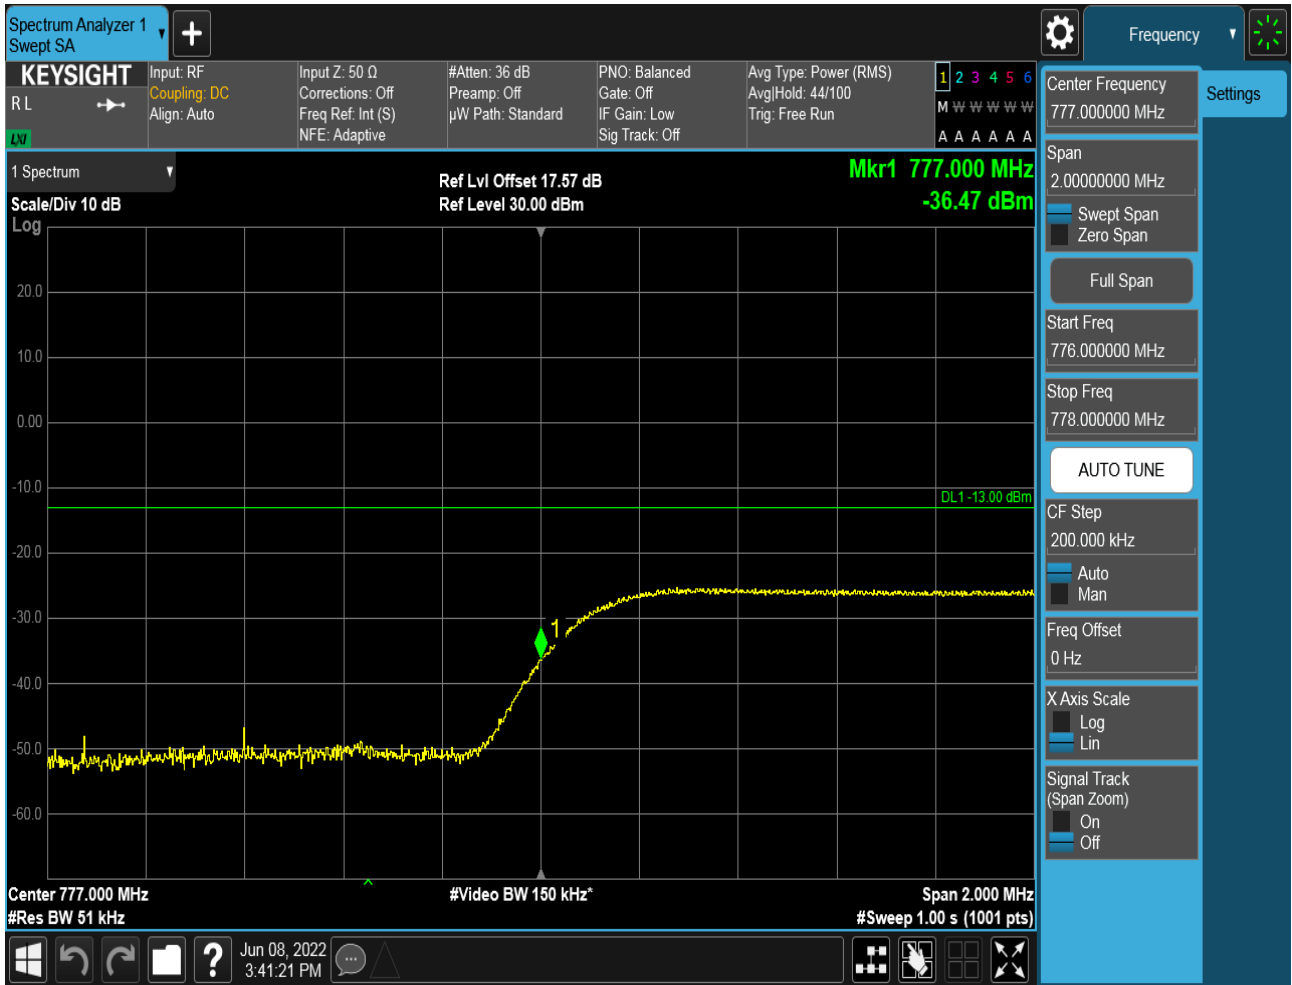 Spectrum Analyzer 1
Swept SA
Frequency
KEYSIGHT
R L
LXI
Input: RF
Coupling: DC
Align: Auto
Input Z: 50 Ω
Corrections: Off
Freq Ref: Int (S)
NFE: Adaptive
#Atten: 36 dB
Preamp: Off
µW Path: Standard
PNO: Balanced
Gate: Off
IF Gain: Low
Sig Track: Off
Avg Type: Power (RMS)
Avg|Hold: 44/100
Trig: Free Run
1 2 3 4 5 6
M W W W W W
A A A A A A
1 Spectrum
Scale/Div 10 dB
Log
Ref Lvl Offset 17.57 dB
Ref Level 30.00 dBm
Mkr1 777.000 MHz
-36.47 dBm
20.0
10.0
0.00
-10.0
DL1 -13.00 dBm
-20.0
-30.0
1
-40.0
-50.0
-60.0
Center 777.000 MHz
#Res BW 51 kHz
#Video BW 150 kHz*
Span 2.000 MHz
#Sweep 1.00 s (1001 pts)
Jun 08, 2022
3:41:21 PM
Center Frequency
777.000000 MHz
Settings
Span
2.00000000 MHz
Swept Span
Zero Span
Full Span
Start Freq
776.000000 MHz
Stop Freq
778.000000 MHz
AUTO TUNE
CF Step
200.000 kHz
Auto
Man
Freq Offset
0 Hz
X Axis Scale
Log
Lin
Signal Track
(Span Zoom)
On
Off